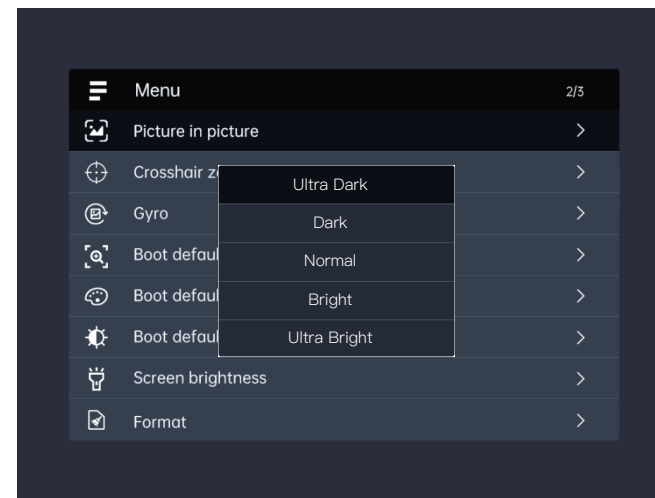 Menu 2/3
Picture in picture
Crosshair z
Gyro
Boot defaul
Boot defaul
Boot defaul
Screen brightness
Format
Ultra Dark
Dark
Normal
Bright
Ultra Bright